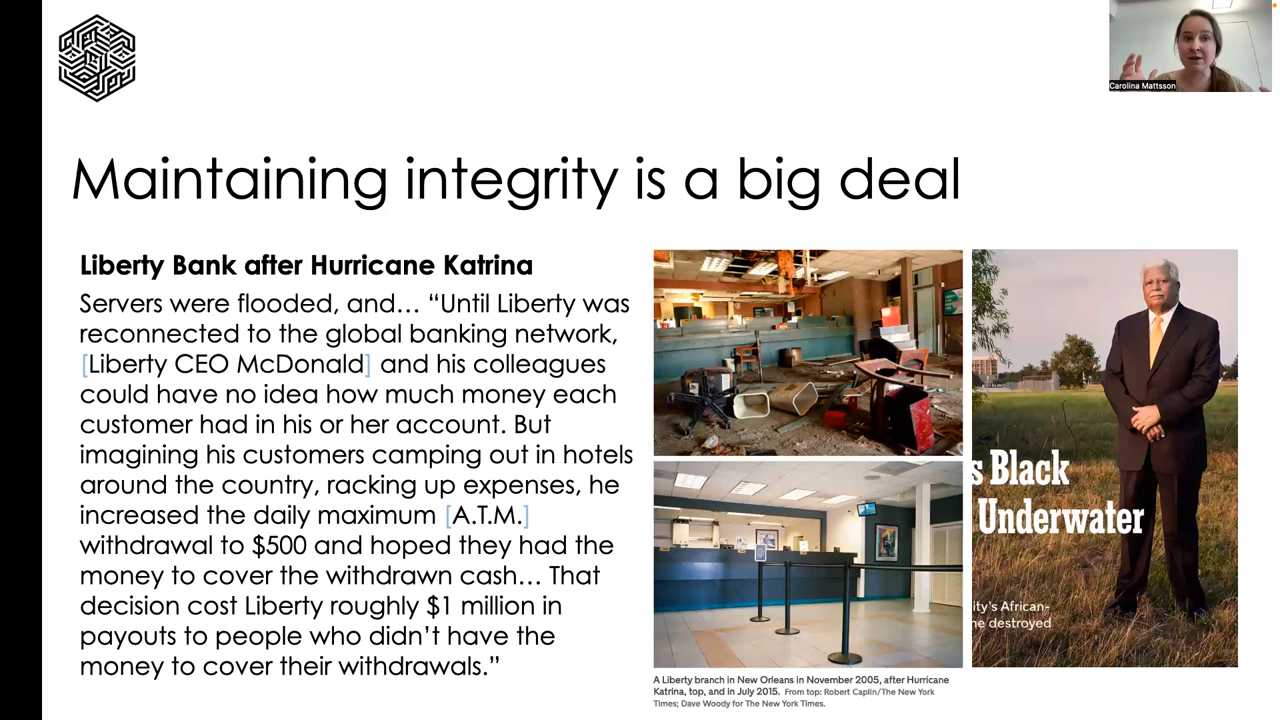 Carolina Mattsson
Maintaining integrity is a big deal
Liberty Bank after Hurricane Katrina
Servers were flooded, and… “Until Liberty was
reconnected to the global banking network,
[Liberty CEO McDonald] and his colleagues
could have no idea how much money each
customer had in his or her account. But
imagining his customers camping out in hotels
around the country, racking up expenses, he
increased the daily maximum [A.T.M.]
withdrawal to $500 and hoped they had the
money to cover the withdrawn cash… That
decision cost Liberty roughly $1 million in
payouts to people who didn’t have the
money to cover their withdrawals.”
s Black
Underwater
ity’s African-
ne destroyed
A Liberty branch in New Orleans in November 2005, after Hurricane
Katrina, top, and in July 2015. From top: Robert Caplin/The New York
Times; Dave Woody for The New York Times.